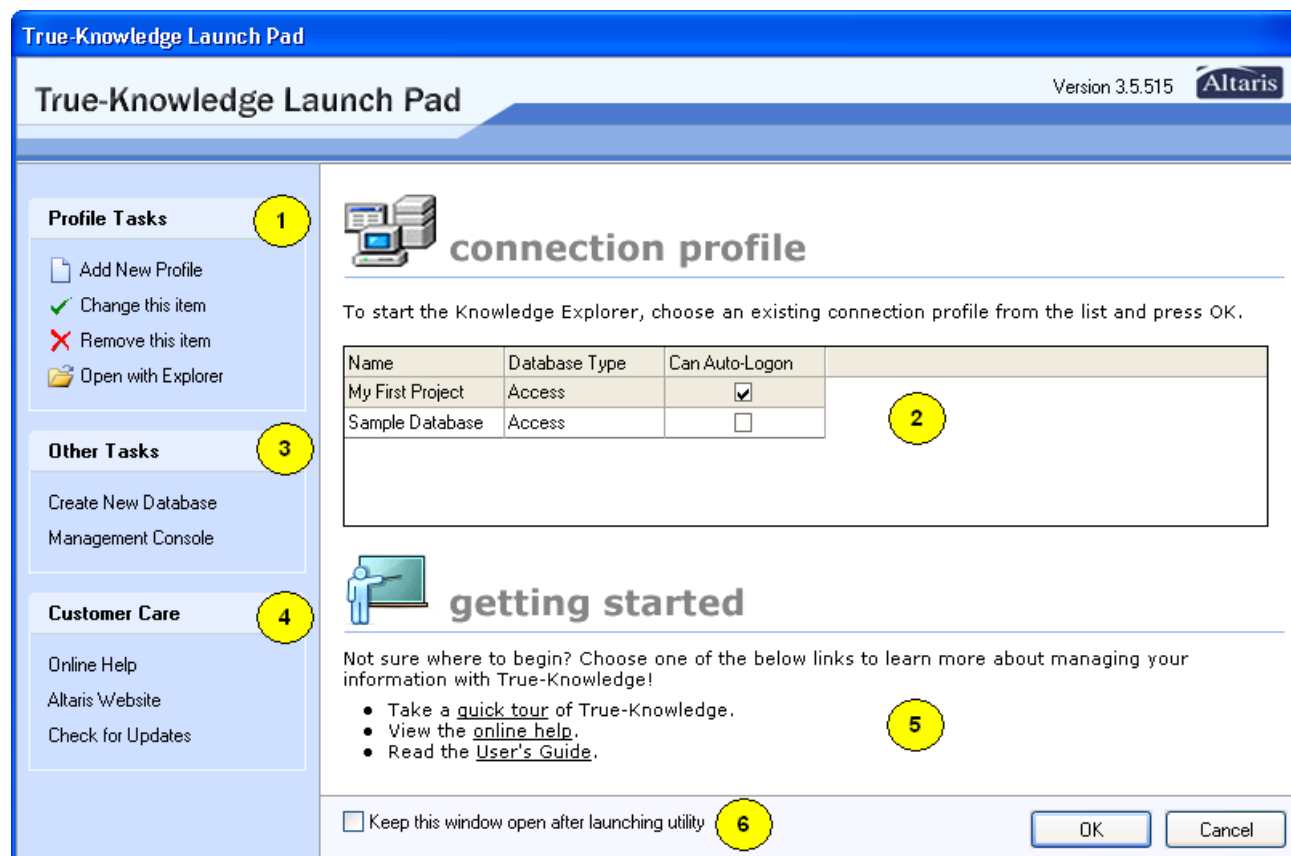 True-Knowledge Launch Pad
True-Knowledge Launch Pad
Version 3.5.515
Altaris
Profile Tasks
1
Add New Profile
Change this item
Remove this item
Open with Explorer
Other Tasks
3
Create New Database
Management Console
Customer Care
4
Online Help
Altaris Website
Check for Updates
connection profile
To start the Knowledge Explorer, choose an existing connection profile from the list and press OK.
Name Database Type Can Auto-Logon
My First Project Access
Sample Database Access
2
getting started
Not sure where to begin? Choose one of the below links to learn more about managing your
information with True-Knowledge!
• Take a quick tour of True-Knowledge.
• View the online help.
• Read the User's Guide.
5
Keep this window open after launching utility
6
OK
Cancel